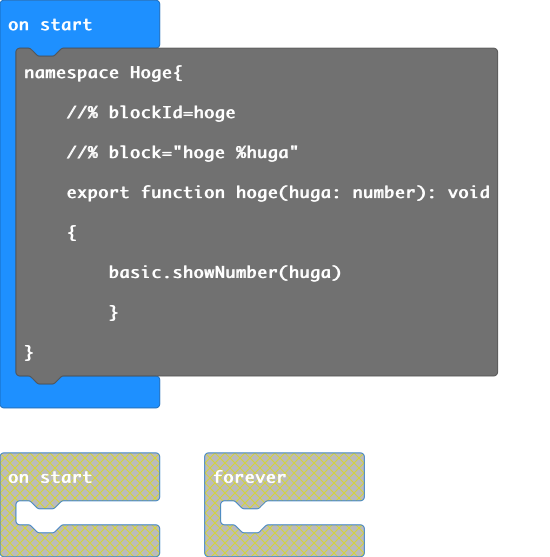 on start
namespace Hoge{
//% blockId=hoge
//% block="hoge %huga"
export function hoge(huga: number): void
{
basic.showNumber(huga)
}
}
on start
forever